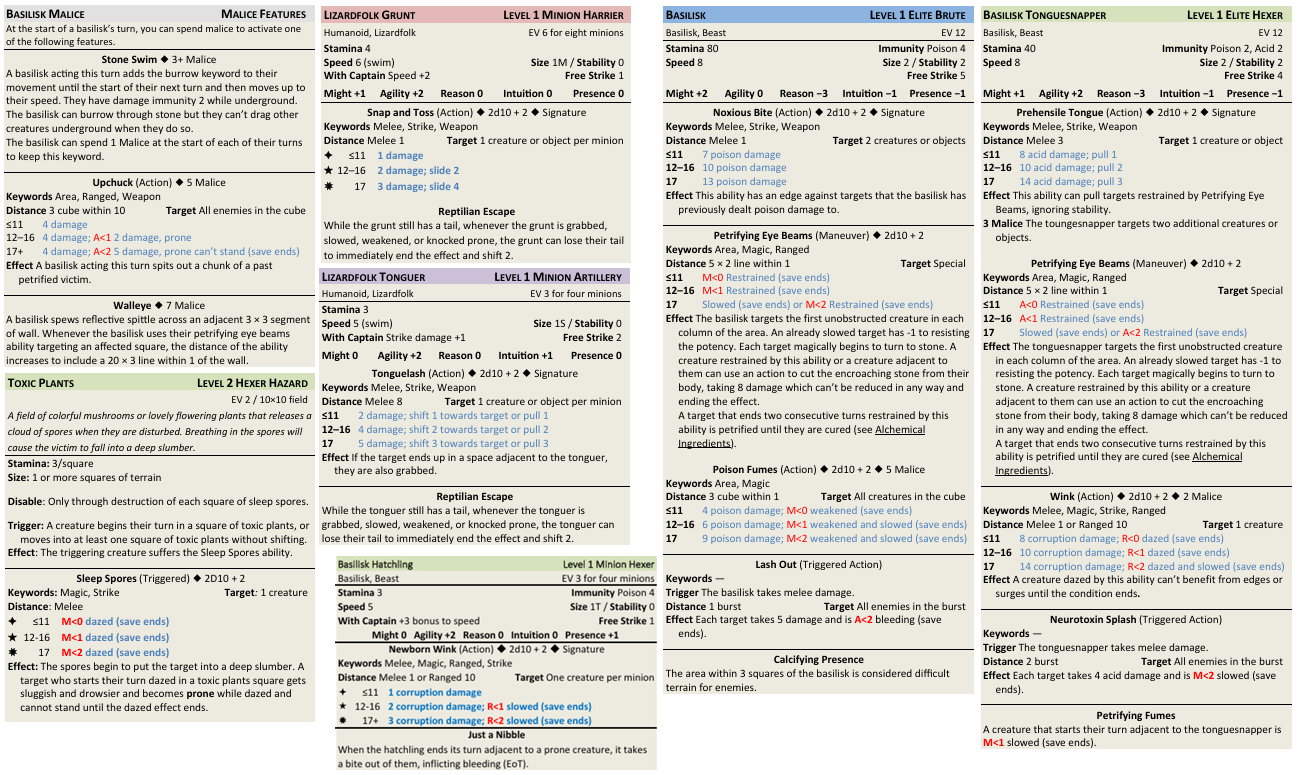 BASILISK MALICE MALICE FEATURES
At the start of a basilisk's turn, you can spend malice to activate one
of the following features.
Stone Swim ◆ 3+ Malice
A basilisk acting this turn adds the burrow keyword to their
movement until the start of their next turn and then moves up to
their speed. They have damage immunity 2 while underground.
The basilisk can burrow through stone but they can't drag other
creatures underground when they do so.
The basilisk can spend 1 Malice at the start of each of their turns
to keep this keyword.
Upchuck (Action) ◆ 5 Malice
Keywords Area, Ranged, Weapon
Distance 3 cube within 10 Target All enemies in the cube
≤11 4 damage
12–16 4 damage; A<1 2 damage, prone
17+ 4 damage; A<2 5 damage, prone can't stand (save ends)
Effect A basilisk acting this turn spits out a chunk of a past
petrified victim.
Walleye ◆ 7 Malice
A basilisk spews reflective spittle across an adjacent 3 × 3 segment
of wall. Whenever the basilisk uses their petrifying eye beams
ability targeting an affected square, the distance of the ability
increases to include a 20 × 3 line within 1 of the wall.
TOXIC PLANTS LEVEL 2 HEXER HAZARD
EV 2 / 10×10 field
A field of colorful mushrooms or lovely flowering plants that releases a
cloud of spores when they are disturbed. Breathing in the spores will
cause the victim to fall into a deep slumber.
Stamina: 3/square
Size: 1 or more squares of terrain
Disable: Only through destruction of each square of sleep spores.
Trigger: A creature begins their turn in a square of toxic plants, or
moves into at least one square of toxic plants without shifting.
Effect: The triggering creature suffers the Sleep Spores ability.
Sleep Spores (Triggered) ◆ 2D10 + 2
Keywords: Magic, Strike Target: 1 creature
Distance: Melee
✦ ≤11 M<0 dazed (save ends)
★ 12-16 M<1 dazed (save ends)
✸ 17 M<2 dazed (save ends)
Effect: The spores begin to put the target into a deep slumber. A
target who starts their turn dazed in a toxic plants square gets
sluggish and drowsier and becomes prone while dazed and
cannot stand until the dazed effect ends.
LIZARDFOLK GRUNT LEVEL 1 MINION HARRIER
Humanoid, Lizardfolk EV 6 for eight minions
Stamina 4
Speed 6 (swim) Size 1M / Stability 0
With Captain Speed +2 Free Strike 1
Might +1 Agility +2 Reason 0 Intuition 0 Presence 0
Snap and Toss (Action) ◆ 2d10 + 2 ◆ Signature
Keywords Melee, Strike, Weapon
Distance Melee 1 Target 1 creature or object per minion
✦ ≤11 1 damage
★ 12–16 2 damage; slide 2
✸ 17 3 damage; slide 4
Reptilian Escape
While the grunt still has a tail, whenever the grunt is grabbed,
slowed, weakened, or knocked prone, the grunt can lose their tail
to immediately end the effect and shift 2.
LIZARDFOLK TONGUER LEVEL 1 MINION ARTILLERY
Humanoid, Lizardfolk EV 3 for four minions
Stamina 3
Speed 5 (swim) Size 1S / Stability 0
With Captain Strike damage +1 Free Strike 2
Might 0 Agility +2 Reason 0 Intuition +1 Presence 0
Tonguelash (Action) ◆ 2d10 + 2 ◆ Signature
Keywords Melee, Strike, Weapon
Distance Melee 8 Target 1 creature or object per minion
≤11 2 damage; shift 1 towards target or pull 1
12–16 4 damage; shift 2 towards target or pull 2
17 5 damage; shift 3 towards target or pull 3
Effect If the target ends up in a space adjacent to the tonguer,
they are also grabbed.
Reptilian Escape
While the tonguer still has a tail, whenever the tonguer is
grabbed, slowed, weakened, or knocked prone, the tonguer can
lose their tail to immediately end the effect and shift 2.
Basilisk Hatchling Level 1 Minion Hexer
Basilisk, Beast EV 3 for four minions
Stamina 3 Immunity Poison 4
Speed 5 Size 1T / Stability 0
With Captain +3 bonus to speed Free Strike 1
Might 0 Agility +2 Reason 0 Intuition 0 Presence +1
Newborn Wink (Action) ◆ 2d10 + 2 ◆ Signature
Keywords Melee, Magic, Ranged, Strike
Distance Melee 1 or Ranged 10 Target One creature per minion
✦ ≤11 1 corruption damage
★ 12-16 2 corruption damage; R<1 slowed (save ends)
✸ 17+ 3 corruption damage; R<2 slowed (save ends)
Just a Nibble
When the hatchling ends its turn adjacent to a prone creature, it takes
a bite out of them, inflicting bleeding (EoT).
BASILISK LEVEL 1 ELITE BRUTE
Basilisk, Beast EV 12
Stamina 80 Immunity Poison 4
Speed 8 Size 2 / Stability 2
Free Strike 5
Might +2 Agility 0 Reason −3 Intuition −1 Presence −1
Noxious Bite (Action) ◆ 2d10 + 2 ◆ Signature
Keywords Melee, Strike, Weapon
Distance Melee 1 Target 2 creatures or objects
≤11 7 poison damage
12–16 10 poison damage
17 13 poison damage
Effect This ability has an edge against targets that the basilisk has
previously dealt poison damage to.
Petrifying Eye Beams (Maneuver) ◆ 2d10 + 2
Keywords Area, Magic, Ranged
Distance 5 × 2 line within 1 Target Special
≤11 M<0 Restrained (save ends)
12–16 M<1 Restrained (save ends)
17 Slowed (save ends) or M<2 Restrained (save ends)
Effect The basilisk targets the first unobstructed creature in each
column of the area. An already slowed target has -1 to resisting
the potency. Each target magically begins to turn to stone. A
creature restrained by this ability or a creature adjacent to
them can use an action to cut the encroaching stone from their
body, taking 8 damage which can't be reduced in any way and
ending the effect.
A target that ends two consecutive turns restrained by this
ability is petrified until they are cured (see Alchemical
Ingredients).
Poison Fumes (Action) ◆ 2d10 + 2 ◆ 5 Malice
Keywords Area, Magic
Distance 3 cube within 1 Target All creatures in the cube
≤11 4 poison damage; M<0 weakened (save ends)
12–16 6 poison damage; M<1 weakened and slowed (save ends)
17 9 poison damage; M<2 weakened and slowed (save ends)
Lash Out (Triggered Action)
Keywords —
Trigger The basilisk takes melee damage.
Distance 1 burst Target All enemies in the burst
Effect Each target takes 5 damage and is A<2 bleeding (save
ends).
Calcifying Presence
The area within 3 squares of the basilisk is considered difficult
terrain for enemies.
BASILISK TONGUESNAPPER LEVEL 1 ELITE HEXER
Basilisk, Beast EV 12
Stamina 40 Immunity Poison 2, Acid 2
Speed 8 Size 2 / Stability 2
Free Strike 4
Might +1 Agility +2 Reason −3 Intuition −1 Presence −1
Prehensile Tongue (Action) ◆ 2d10 + 2 ◆ Signature
Keywords Melee, Strike, Weapon
Distance Melee 3 Target 1 creature or object
≤11 8 acid damage; pull 1
12–16 10 acid damage; pull 2
17 14 acid damage; pull 3
Effect This ability can pull targets restrained by Petrifying Eye
Beams, ignoring stability.
3 Malice The tonguesnapper targets two additional creatures or
objects.
Petrifying Eye Beams (Maneuver) ◆ 2d10 + 2
Keywords Area, Magic, Ranged
Distance 5 × 2 line within 1 Target Special
≤11 A<0 Restrained (save ends)
12–16 A<1 Restrained (save ends)
17 Slowed (save ends) or A<2 Restrained (save ends)
Effect The tonguesnapper targets the first unobstructed creature
in each column of the area. An already slowed target has -1 to
resisting the potency. Each target magically begins to turn to
stone. A creature restrained by this ability or a creature
adjacent to them can use an action to cut the encroaching
stone from their body, taking 8 damage which can't be reduced
in any way and ending the effect.
A target that ends two consecutive turns restrained by this
ability is petrified until they are cured (see Alchemical
Ingredients).
Wink (Action) ◆ 2d10 + 2 ◆ 2 Malice
Keywords Melee, Magic, Strike, Ranged
Distance Melee 1 or Ranged 10 Target 1 creature
≤11 8 corruption damage; R<0 dazed (save ends)
12–16 10 corruption damage; R<1 dazed (save ends)
17 14 corruption damage; R<2 dazed and slowed (save ends)
Effect A creature dazed by this ability can't benefit from edges or
surges until the condition ends.
Neurotoxin Splash (Triggered Action)
Keywords —
Trigger The tonguesnapper takes melee damage.
Distance 2 burst Target All enemies in the burst
Effect Each target takes 4 acid damage and is M<2 slowed (save
ends).
Petrifying Fumes
A creature that starts their turn adjacent to the tonguesnapper is
M<1 slowed (save ends).